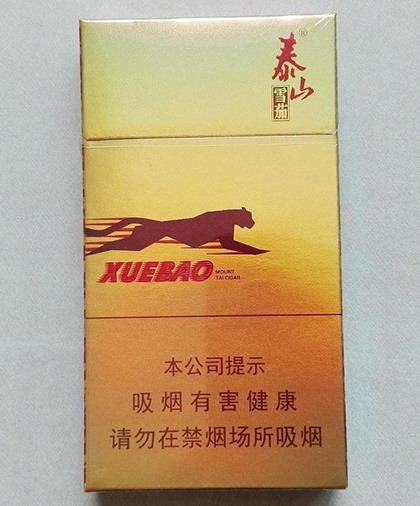 泰山®
雪茄
XUEBAO
MOUNT
TAI CIGAR
本公司提示
吸烟有害健康
请勿在禁烟场所吸烟